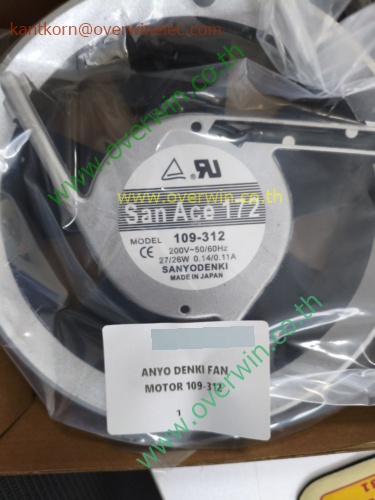 kantkorn@overwinelec.com
www.overwin.co.th
www.overwin.co.th
www.overwin.co.th
www.overwin.co.th
San Ace 172
MODEL 109-312
CE 200V~50/60Hz
27/26W 0.14/0.11A
SANYODENKI
MADE IN JAPAN
ANYO DENKI FAN
MOTOR 109-312
1